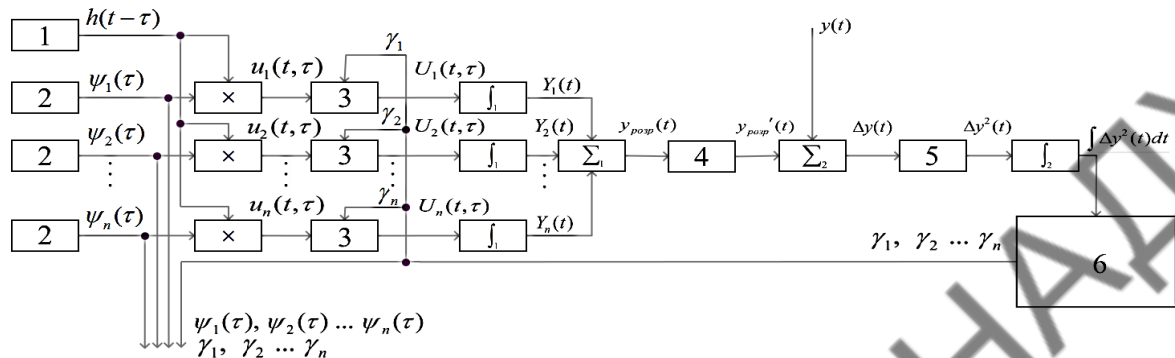 h(t−τ)
1
γ₁
y(t)
ψ₁(τ)
u₁(t,τ)
U₁(t,τ)
Y₁(t)
2
×
3
∫₁
ψ₂(τ)
u₂(t,τ)
γ₂
U₂(t,τ)
Y₂(t)
y_розр(t)
y_розр'(t)
Δy(t)
Δy²(t)
∫Δy²(t)dt
2
×
3
∫₁
Σ₁
4
Σ₂
5
∫₂
⋮
⋮
⋮
⋮
ψₙ(τ)
uₙ(t,τ)
γₙ
Uₙ(t,τ)
Yₙ(t)
2
×
3
∫₁
γ₁, γ₂ ... γₙ
6
ψ₁(τ), ψ₂(τ) ... ψₙ(τ)
γ₁, γ₂ ... γₙ